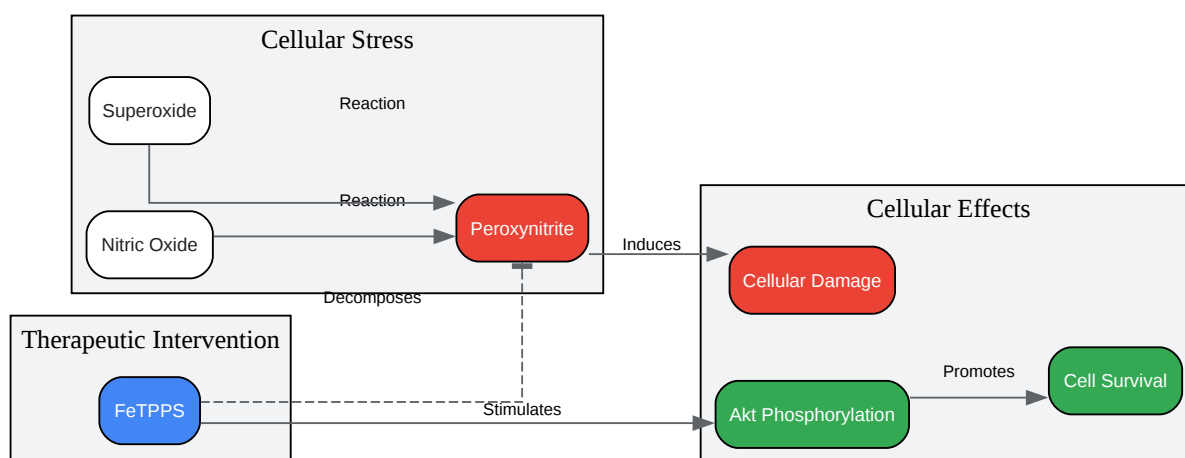 Cellular Stress
Superoxide
Reaction
Reaction
Nitric Oxide
Peroxynitrite
Decomposes
Induces
Cellular Effects
Cellular Damage
Therapeutic Intervention
FeTPPS
Stimulates
Akt Phosphorylation
Promotes
Cell Survival